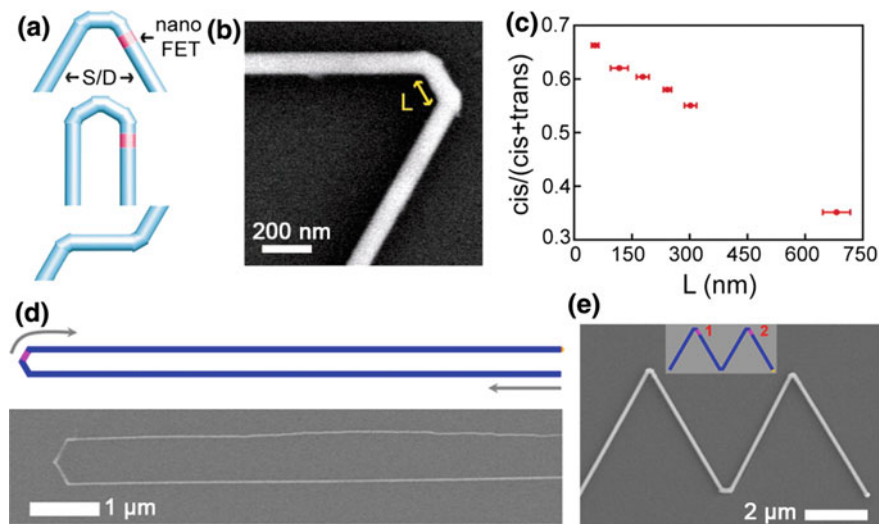 (a)
nano
FET
S/D
(b)
L
200 nm
(c)
cis/(cis+trans)
0.7
0.6
0.5
0.4
0.3
0 150 300 450 600 750
L (nm)
(d)
1 μm
(e)
1 2
2 μm